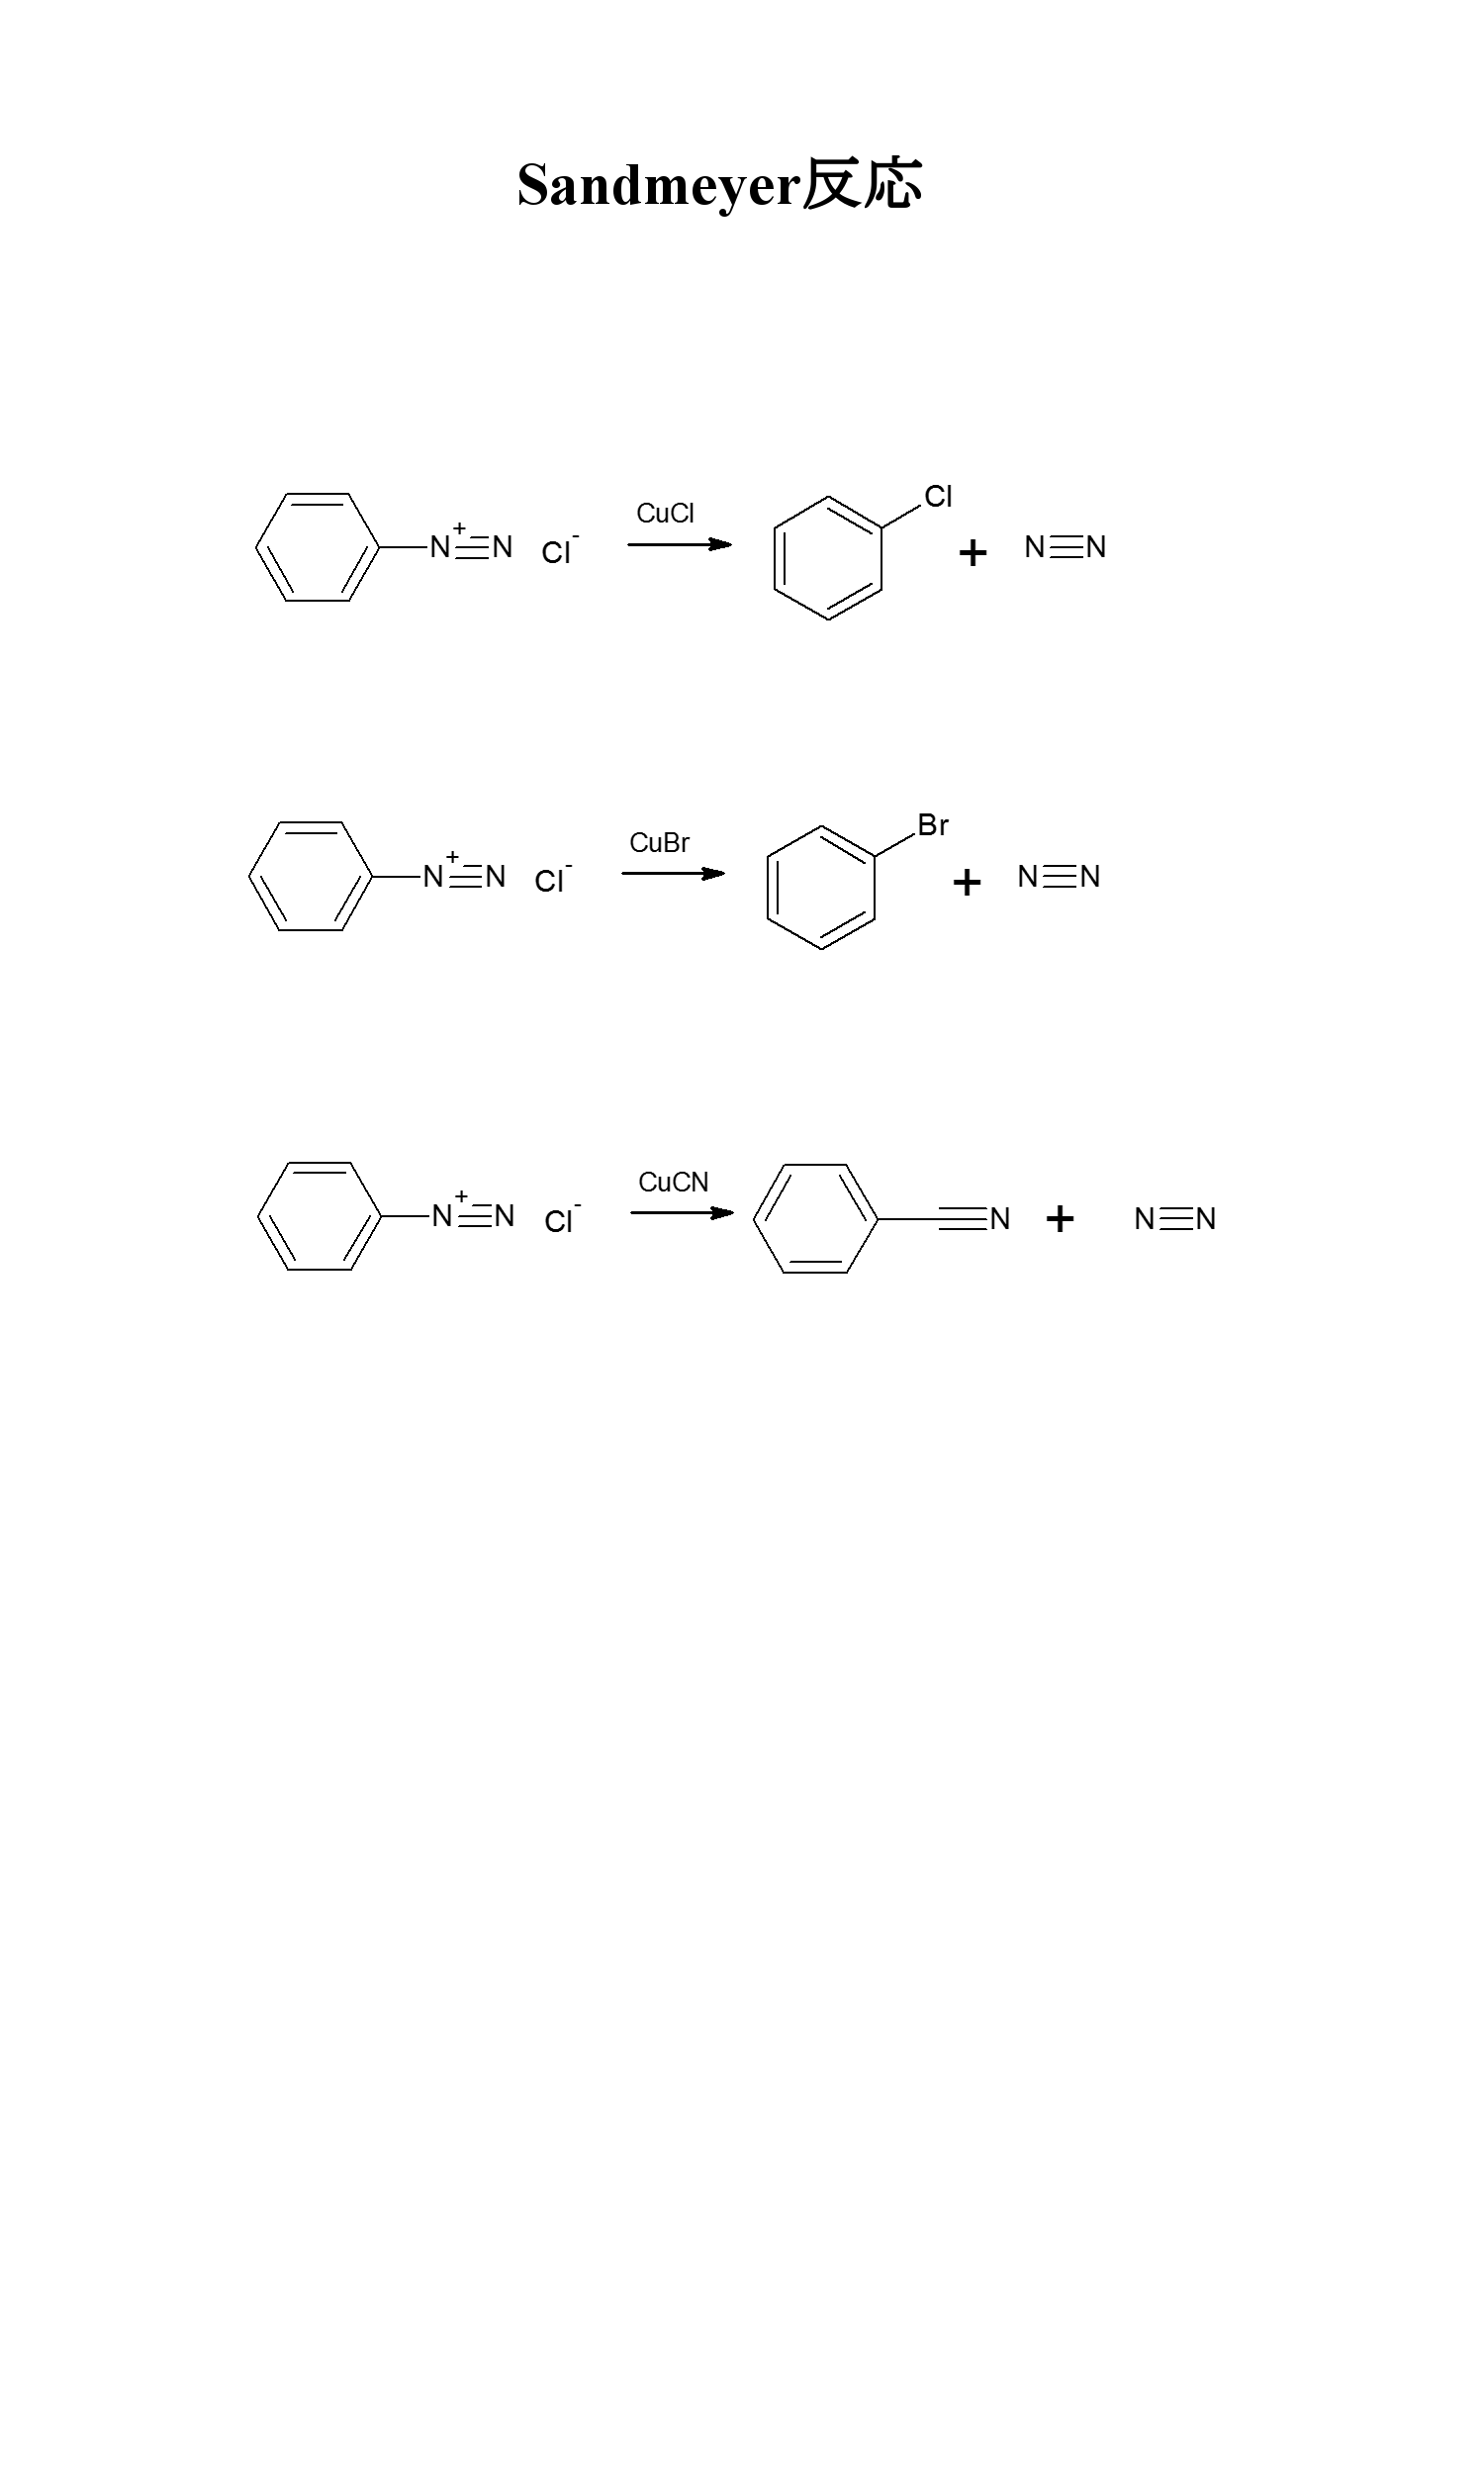 Sandmeyer反応
N+≡N Cl- CuCl Cl + N≡N
N+≡N Cl- CuBr Br + N≡N
N+≡N Cl- CuCN ≡N + N≡N